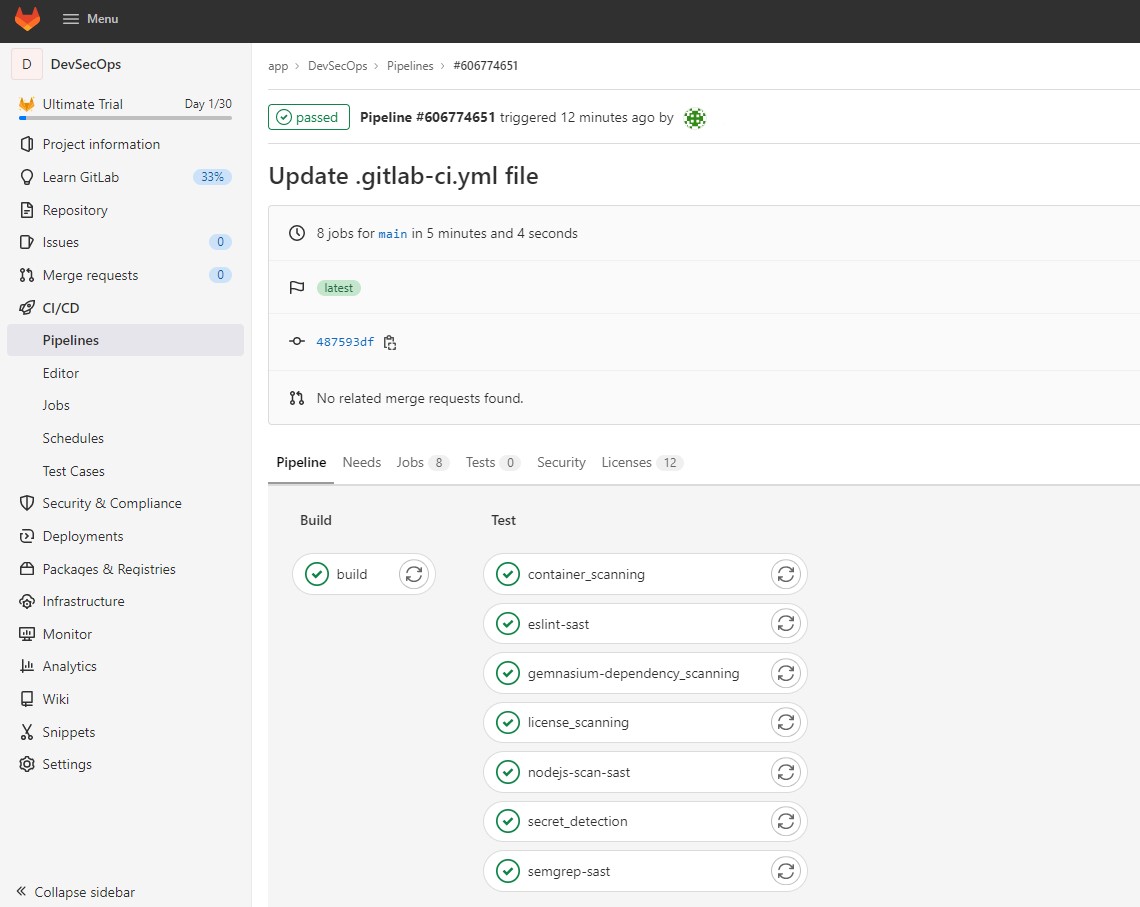 Menu
D DevSecOps
Ultimate Trial Day 1/30
Project information
Learn GitLab 33%
Repository
Issues 0
Merge requests 0
CI/CD
Pipelines
Editor
Jobs
Schedules
Test Cases
Security & Compliance
Deployments
Packages & Registries
Infrastructure
Monitor
Analytics
Wiki
Snippets
Settings
Collapse sidebar
app › DevSecOps › Pipelines › #606774651
passed Pipeline #606774651 triggered 12 minutes ago by
Update .gitlab-ci.yml file
8 jobs for main in 5 minutes and 4 seconds
latest
487593df
No related merge requests found.
Pipeline Needs Jobs 8 Tests 0 Security Licenses 12
Build Test
build
container_scanning
eslint-sast
gemnasium-dependency_scanning
license_scanning
nodejs-scan-sast
secret_detection
semgrep-sast